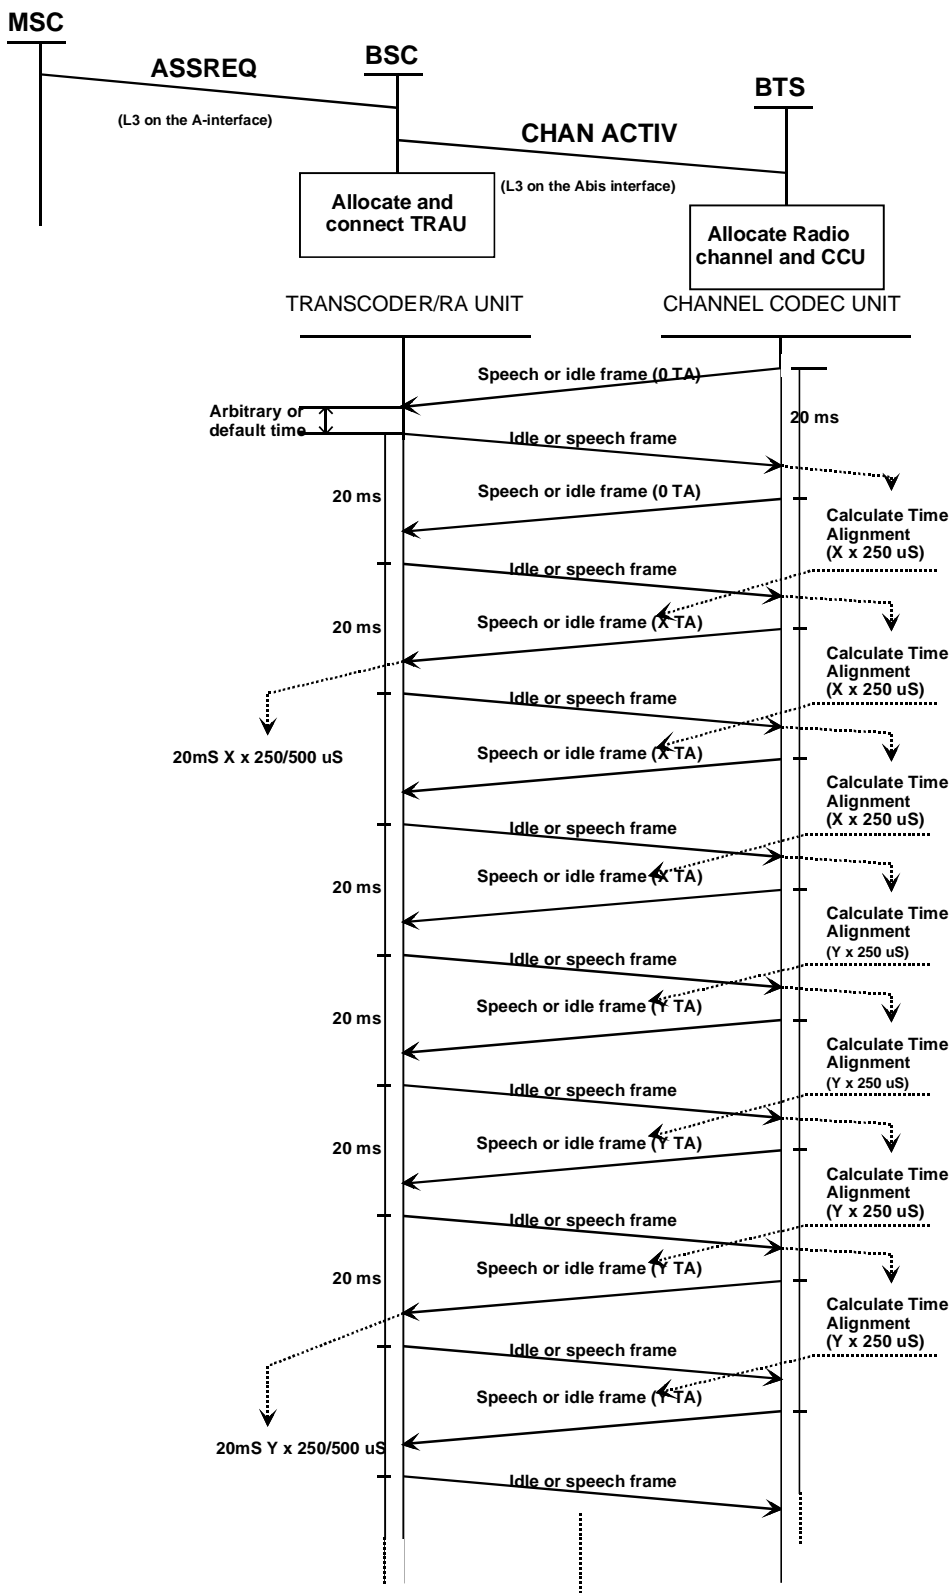 MSC
BSC
ASSREQ
BTS
(L3 on the A-interface)
CHAN ACTIV
(L3 on the Abis interface)
Allocate and
connect TRAU
Allocate Radio
channel and CCU
TRANSCODER/RA UNIT
CHANNEL CODEC UNIT
Speech or idle frame (0 TA)
Arbitrary or
default time
20 ms
Idle or speech frame
20 ms
Speech or idle frame (0 TA)
Calculate Time
Alignment
(X x 250 uS)
Idle or speech frame
20 ms
Speech or idle frame (X TA)
Calculate Time
Alignment
(X x 250 uS)
Idle or speech frame
20mS X x 250/500 uS
Speech or idle frame (X TA)
Calculate Time
Alignment
(X x 250 uS)
Idle or speech frame
20 ms
Speech or idle frame (X TA)
Calculate Time
Alignment
(Y x 250 uS)
Idle or speech frame
20 ms
Speech or idle frame (Y TA)
Calculate Time
Alignment
(Y x 250 uS)
Idle or speech frame
20 ms
Speech or idle frame (Y TA)
Calculate Time
Alignment
(Y x 250 uS)
Idle or speech frame
20 ms
Speech or idle frame (Y TA)
Calculate Time
Alignment
(Y x 250 uS)
Idle or speech frame
Speech or idle frame (Y TA)
20mS Y x 250/500 uS
Idle or speech frame